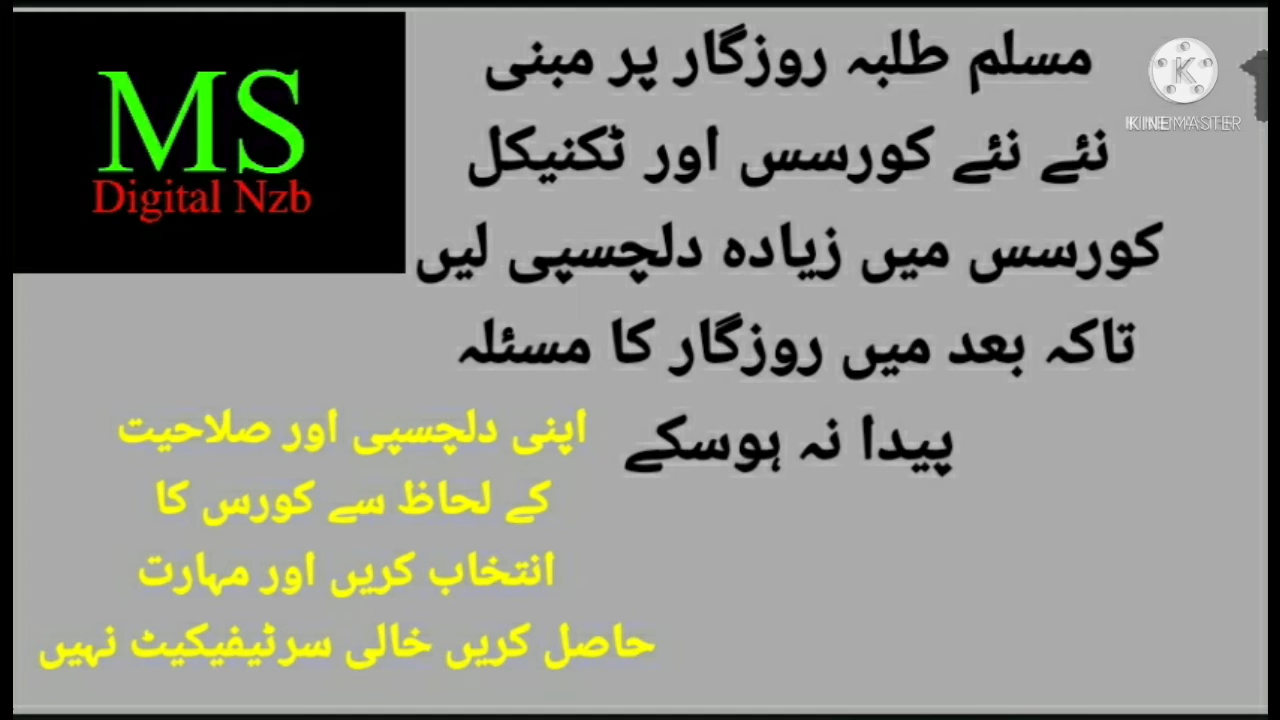 MS
Digital Nzb
مسلم طلبہ روزگار پر مبنی
نئے نئے کورسس اور ٹکنیکل
کورسس میں زیادہ دلچسپی لیں
تاکہ بعد میں روزگار کا مسئلہ
پیدا نہ ہوسکے
اپنی دلچسپی اور صلاحیت
کے لحاظ سے کورس کا
انتخاب کریں اور مہارت
حاصل کریں خالی سرٹیفیکیٹ نہیں
K
KINEMASTER